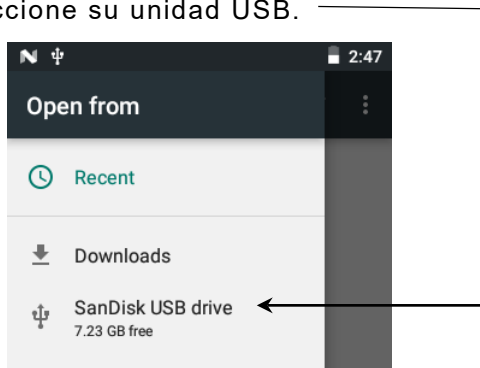 ccione su unidad USB.
2:47
Open from
Recent
Downloads
SanDisk USB drive
7.23 GB free